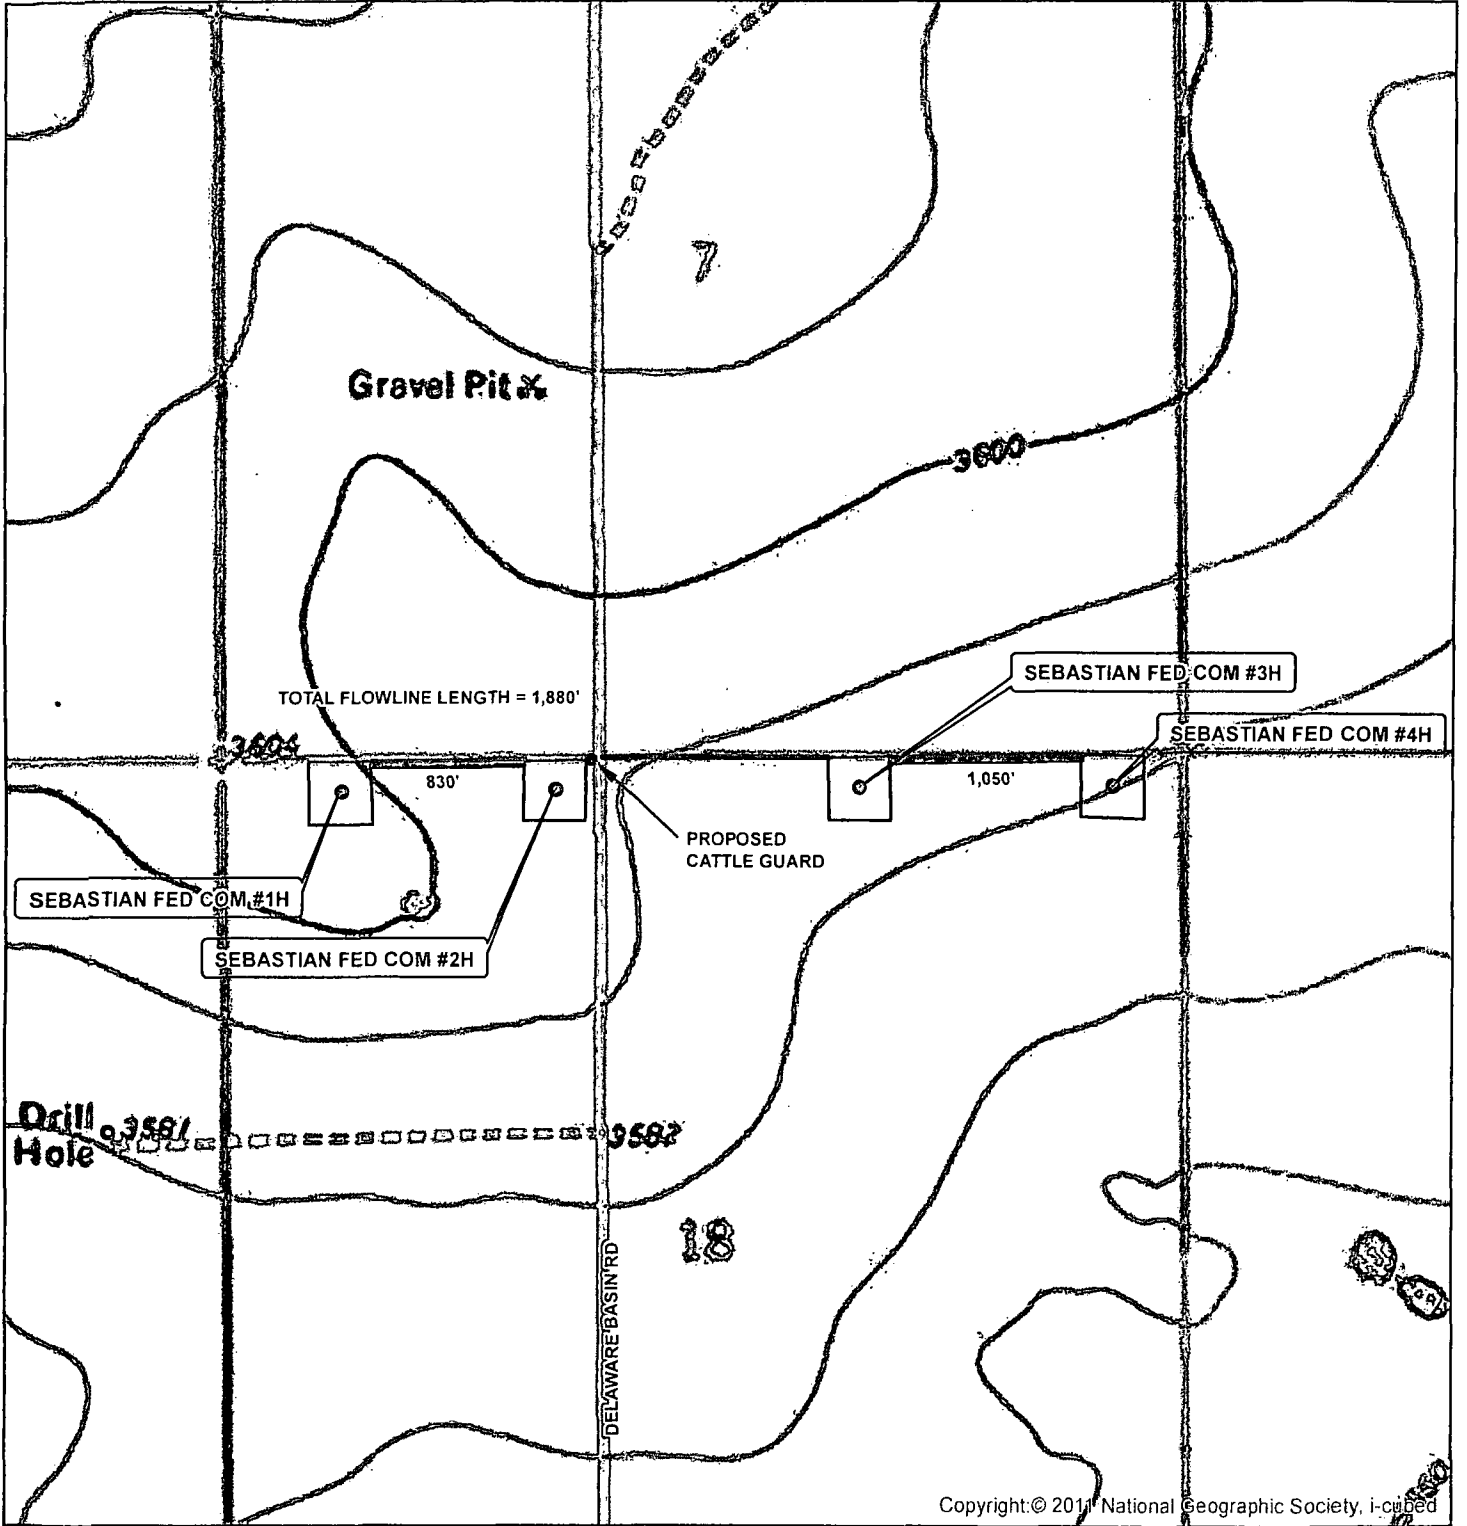 7
Gravel Pit
3600
SEBASTIAN FED COM #3H
TOTAL FLOWLINE LENGTH = 1,880'
SEBASTIAN FED COM #4H
3604
830'
1,050'
PROPOSED
CATTLE GUARD
SEBASTIAN FED COM #1H
SEBASTIAN FED COM #2H
Drill
Hole
3581
3582
18
DELAWARE BASIN RD
Copyright:© 2011 National Geographic Society, i-cubed